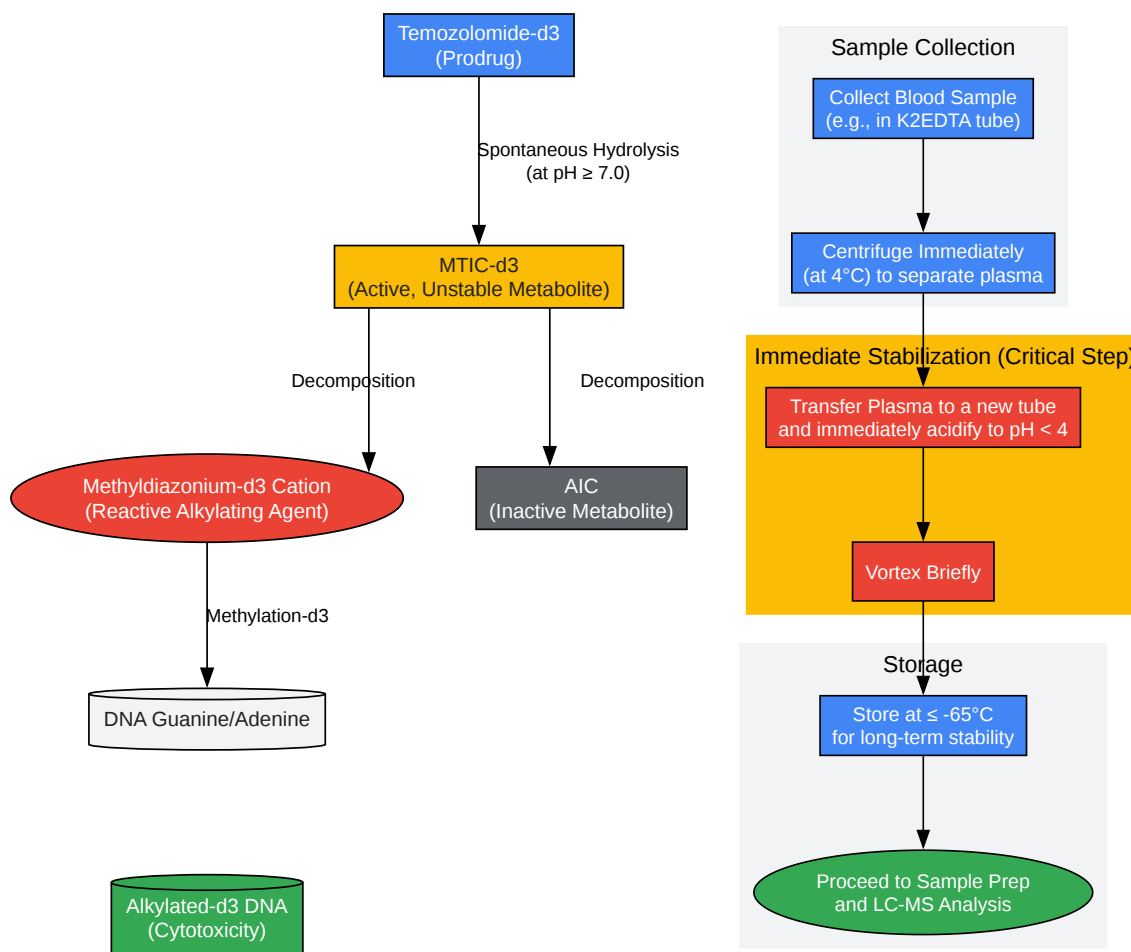 Temozolomide-d3
(Prodrug)
Spontaneous Hydrolysis
(at pH ≥ 7.0)
MTIC-d3
(Active, Unstable Metabolite)
Decomposition
Decomposition
Methyldiazonium-d3 Cation
(Reactive Alkylating Agent)
AIC
(Inactive Metabolite)
Methylation-d3
DNA Guanine/Adenine
Alkylated-d3 DNA
(Cytotoxicity)
Sample Collection
Collect Blood Sample
(e.g., in K2EDTA tube)
Centrifuge Immediately
(at 4°C) to separate plasma
Immediate Stabilization (Critical Step)
Transfer Plasma to a new tube
and immediately acidify to pH < 4
Vortex Briefly
Storage
Store at ≤ -65°C
for long-term stability
Proceed to Sample Prep
and LC-MS Analysis